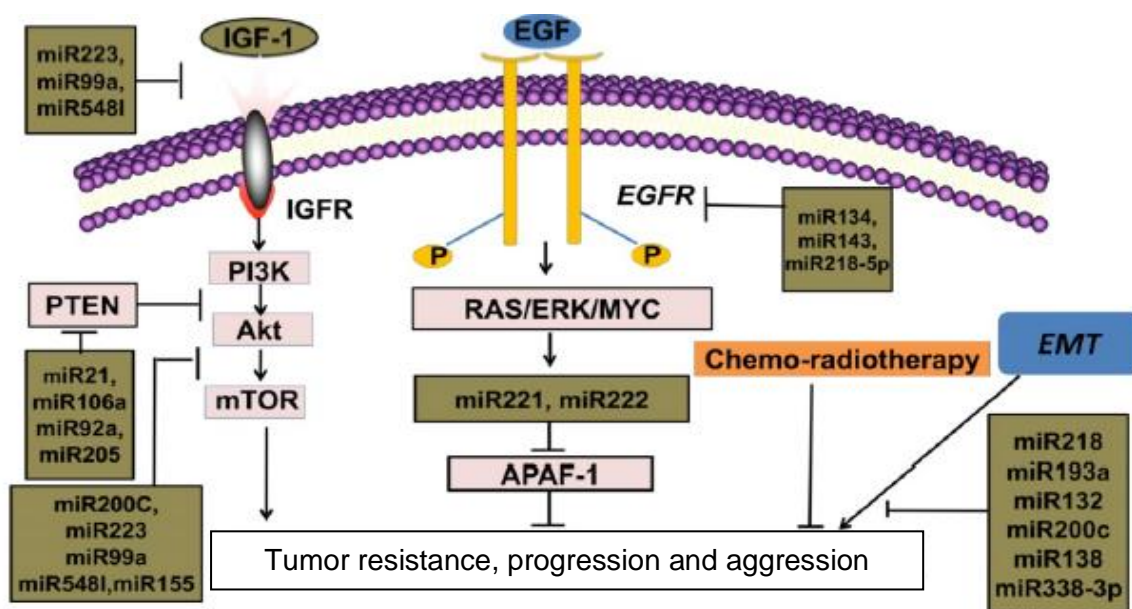 miR223,
miR99a,
miR548I
IGF-1
EGF
IGFR
EGFR
miR134,
miR143,
miR218-5p
P
P
PI3K
PTEN
Akt
mTOR
miR21,
miR106a
miR92a,
miR205
miR200C,
miR223
miR99a
miR548I,miR155
RAS/ERK/MYC
miR221, miR222
APAF-1
Chemo-radiotherapy
EMT
miR218
miR193a
miR132
miR200c
miR138
miR338-3p
Tumor resistance, progression and aggression